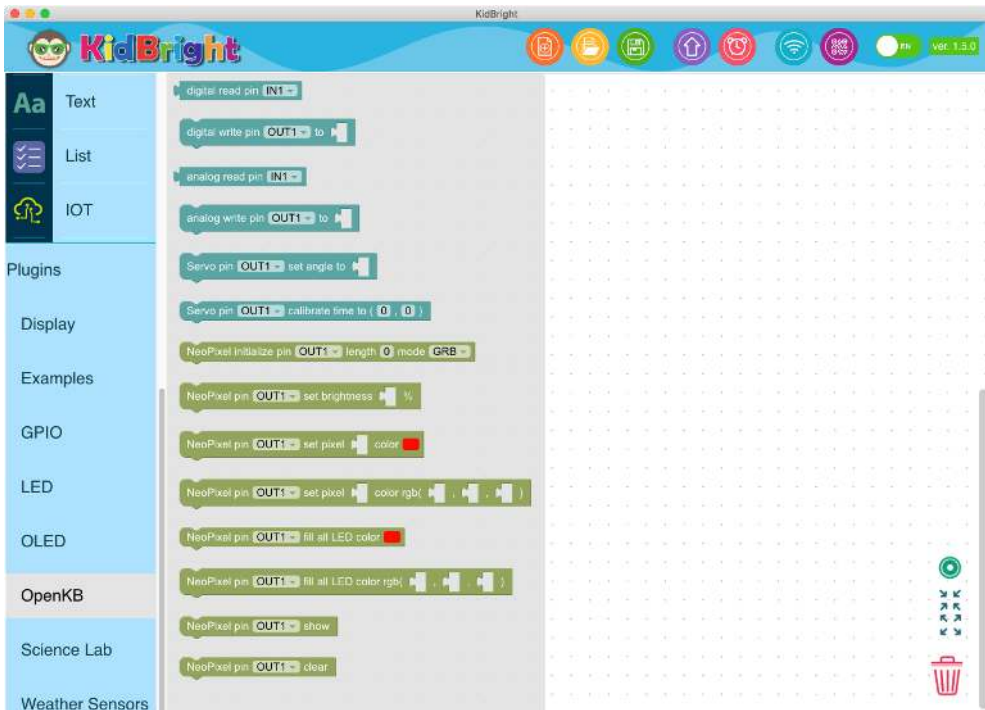 KidBright
KidBright
EN
ver. 1.5.0
Aa
Text
List
IOT
Plugins
Display
Examples
GPIO
LED
OLED
OpenKB
Science Lab
Weather Sensors
digital read pin IN1
digital write pin OUT1 to
analog read pin IN1
analog write pin OUT1 to
Servo pin OUT1 set angle to
Servo pin OUT1 calibrate time to ( 0 , 0 )
NeoPixel initialize pin OUT1 length 0 mode GRB
NeoPixel pin OUT1 set brightness %
NeoPixel pin OUT1 set pixel color
NeoPixel pin OUT1 set pixel color rgb( , , )
NeoPixel pin OUT1 fill all LED color
NeoPixel pin OUT1 fill all LED color rgb( , , )
NeoPixel pin OUT1 show
NeoPixel pin OUT1 clear